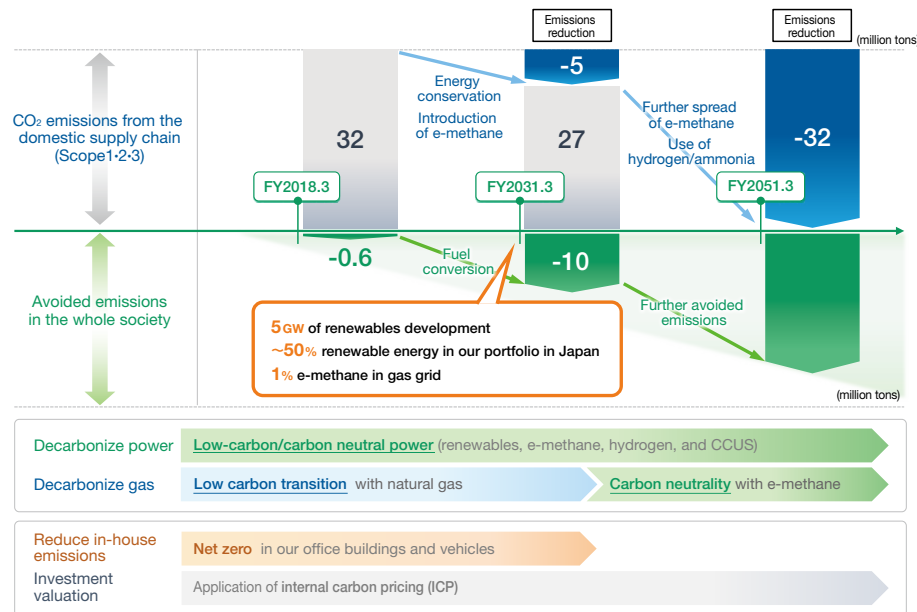 Emissions
reduction
Emissions
reduction
(million tons)
-5
Energy
conservation
Introduction
of e-methane
Further spread
of e-methane
Use of
hydrogen/ammonia
CO₂ emissions from the
domestic supply chain
(Scope1•2•3)
32
27
-32
FY2018.3
FY2031.3
FY2051.3
-0.6
Fuel
conversion
-10
Avoided emissions
in the whole society
Further avoided
emissions
5GW of renewables development
~50% renewable energy in our portfolio in Japan
1% e-methane in gas grid
(million tons)
Decarbonize power
Low-carbon/carbon neutral power (renewables, e-methane, hydrogen, and CCUS)
Decarbonize gas
Low carbon transition with natural gas
Carbon neutrality with e-methane
Reduce in-house
emissions
Net zero in our office buildings and vehicles
Investment
valuation
Application of internal carbon pricing (ICP)